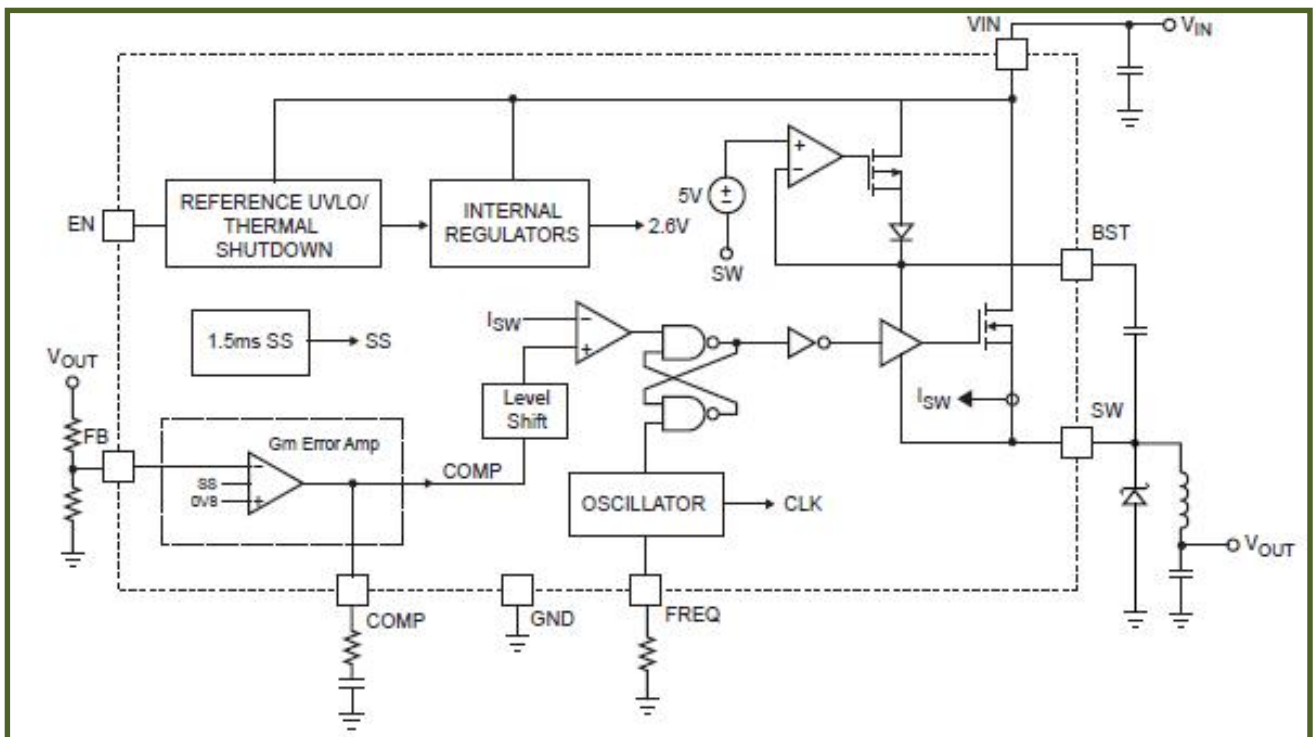 VIN
VIN
EN
REFERENCE UVLO/
THERMAL
SHUTDOWN
INTERNAL
REGULATORS
2.6V
5V
+
−
SW
BST
1.5ms SS
SS
ISW
−
+
Level
Shift
VOUT
FB
Gm Error Amp
−
SS
0V8
+
COMP
ISW
SW
OSCILLATOR
CLK
VOUT
COMP
GND
FREQ